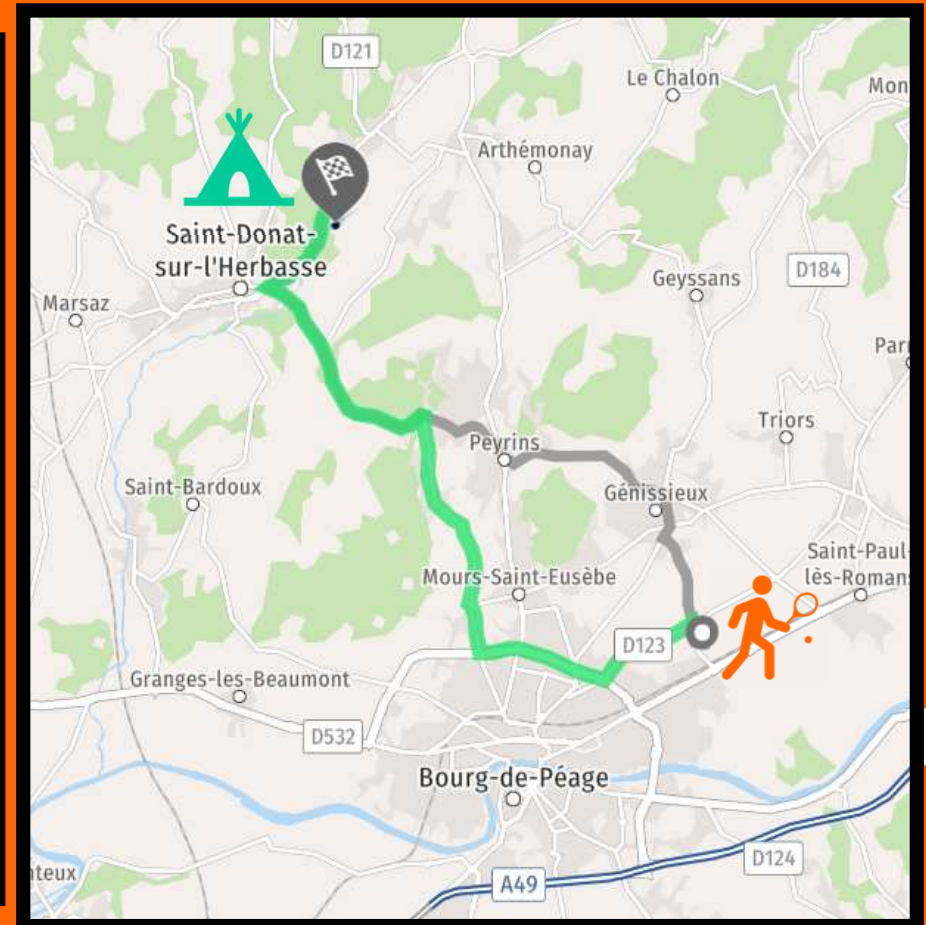 D121
Le Chalon
Mon
Arthémonay
Saint-Donat-
sur-l'Herbasse
Geyssans
D184
Marsaz
Par
Triors
Peyrins
Saint-Bardoux
Génissieux
Saint-Paul-
lès-Romans
Mours-Saint-Eusèbe
D123
Granges-les-Beaumont
D532
Bourg-de-Péage
D124
nteux
A49